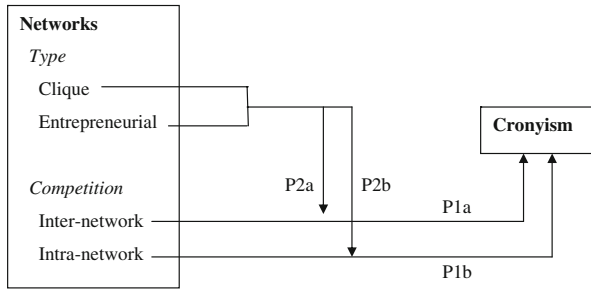 Networks
Type
Clique
Entrepreneurial
Cronyism
P2a
P2b
Competition
P1a
Inter-network
Intra-network
P1b